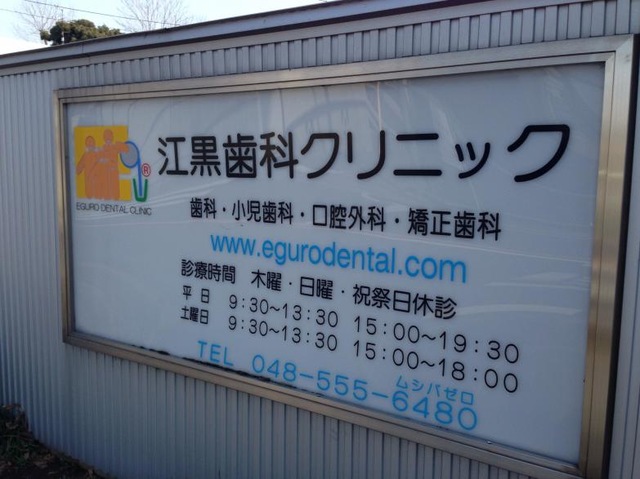 江黒歯科クリニック
®
EGURO DENTAL CLINIC
歯科・小児歯科・口腔外科・矯正歯科
www.egurodental.com
診療時間 木曜・日曜・祝祭日休診
平日 9:30~13:30 15:00~19:30
土曜日 9:30~13:30 15:00~18:00
ムシバゼロ
TEL 048-555-6480